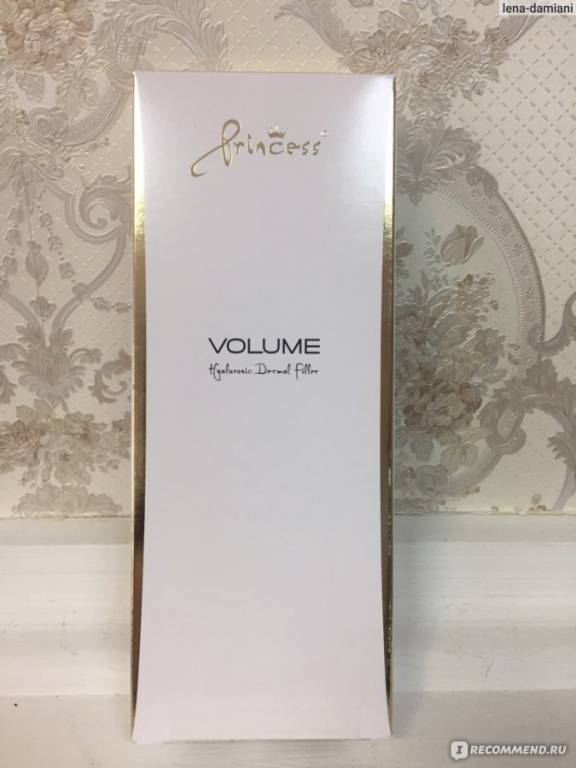 lena-damiani
Princess
VOLUME
Hyaluronic Dermal Filler
I RECOMMEND.RU